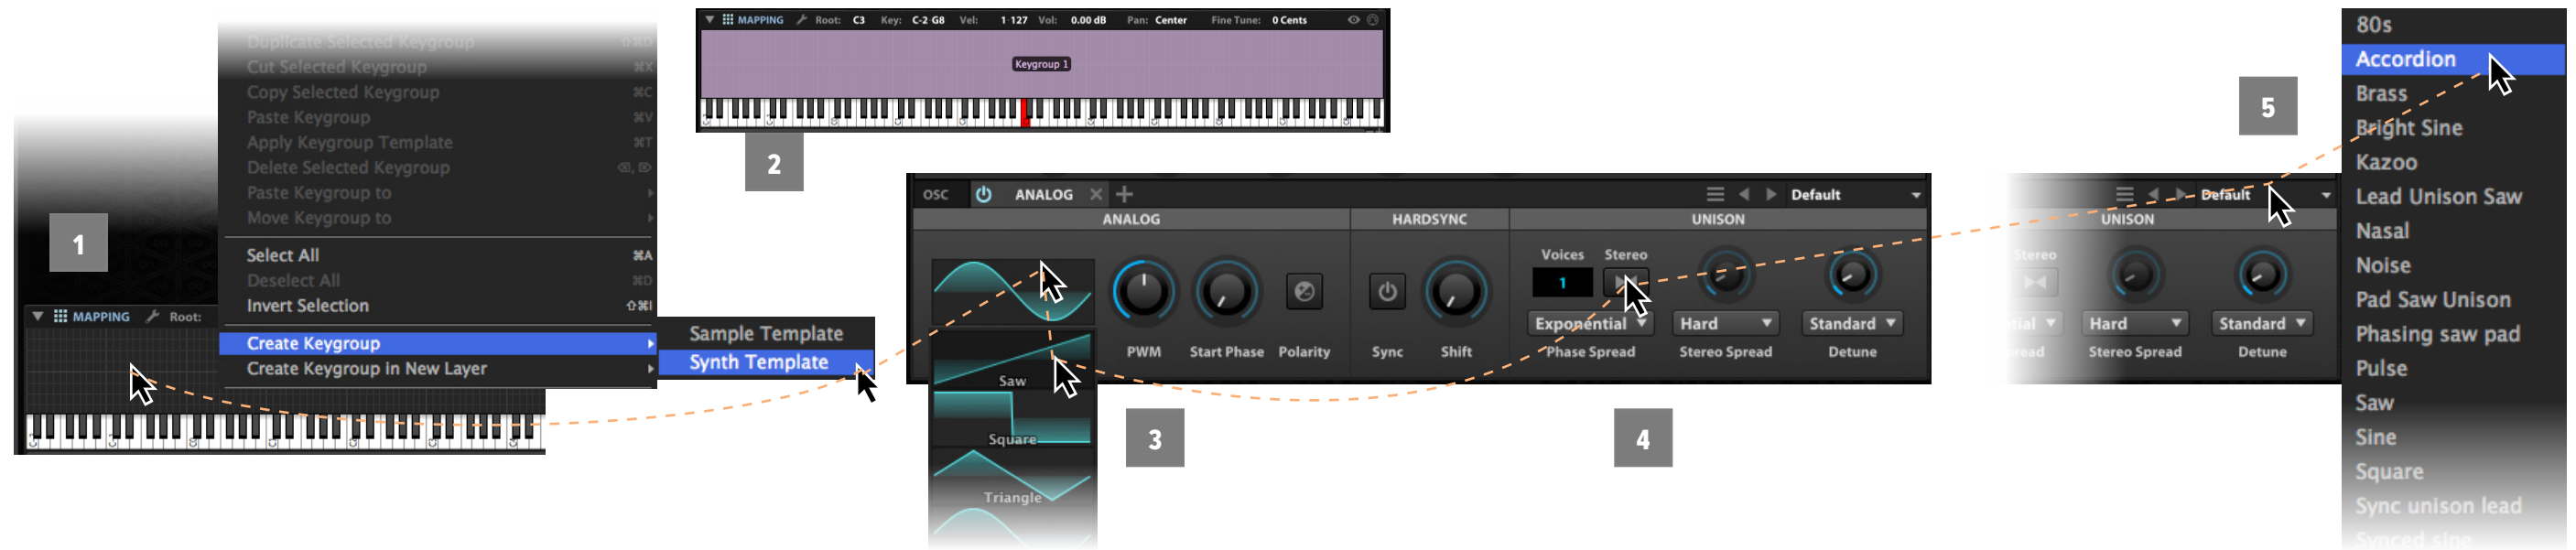 1
Duplicate Selected Keygroup ⇧⌘D
Cut Selected Keygroup ⌘X
Copy Selected Keygroup ⌘C
Paste Keygroup ⌘V
Apply Keygroup Template ⌘T
Delete Selected Keygroup ⌫, ⌦
Paste Keygroup to
Move Keygroup to
Select All ⌘A
Deselect All ⌘D
Invert Selection ⇧⌘I
Create Keygroup
Create Keygroup in New Layer
Sample Template
Synth Template
MAPPING Root:
MAPPING Root: C3 Key: C-2 G8 Vel: 1 127 Vol: 0.00 dB Pan: Center Fine Tune: 0 Cents
Keygroup 1
2
OSC ANALOG Default
ANALOG HARDSYNC UNISON
Voices Stereo
1
Exponential Hard Standard
PWM Start Phase Polarity Sync Shift Phase Spread Stereo Spread Detune
Saw
Square
Triangle
3
4
Default
UNISON
Stereo
Hard Standard
Stereo Spread Detune
5
80s
Accordion
Brass
Bright Sine
Kazoo
Lead Unison Saw
Nasal
Noise
Pad Saw Unison
Phasing saw pad
Pulse
Saw
Sine
Square
Sync unison lead
Synced sine